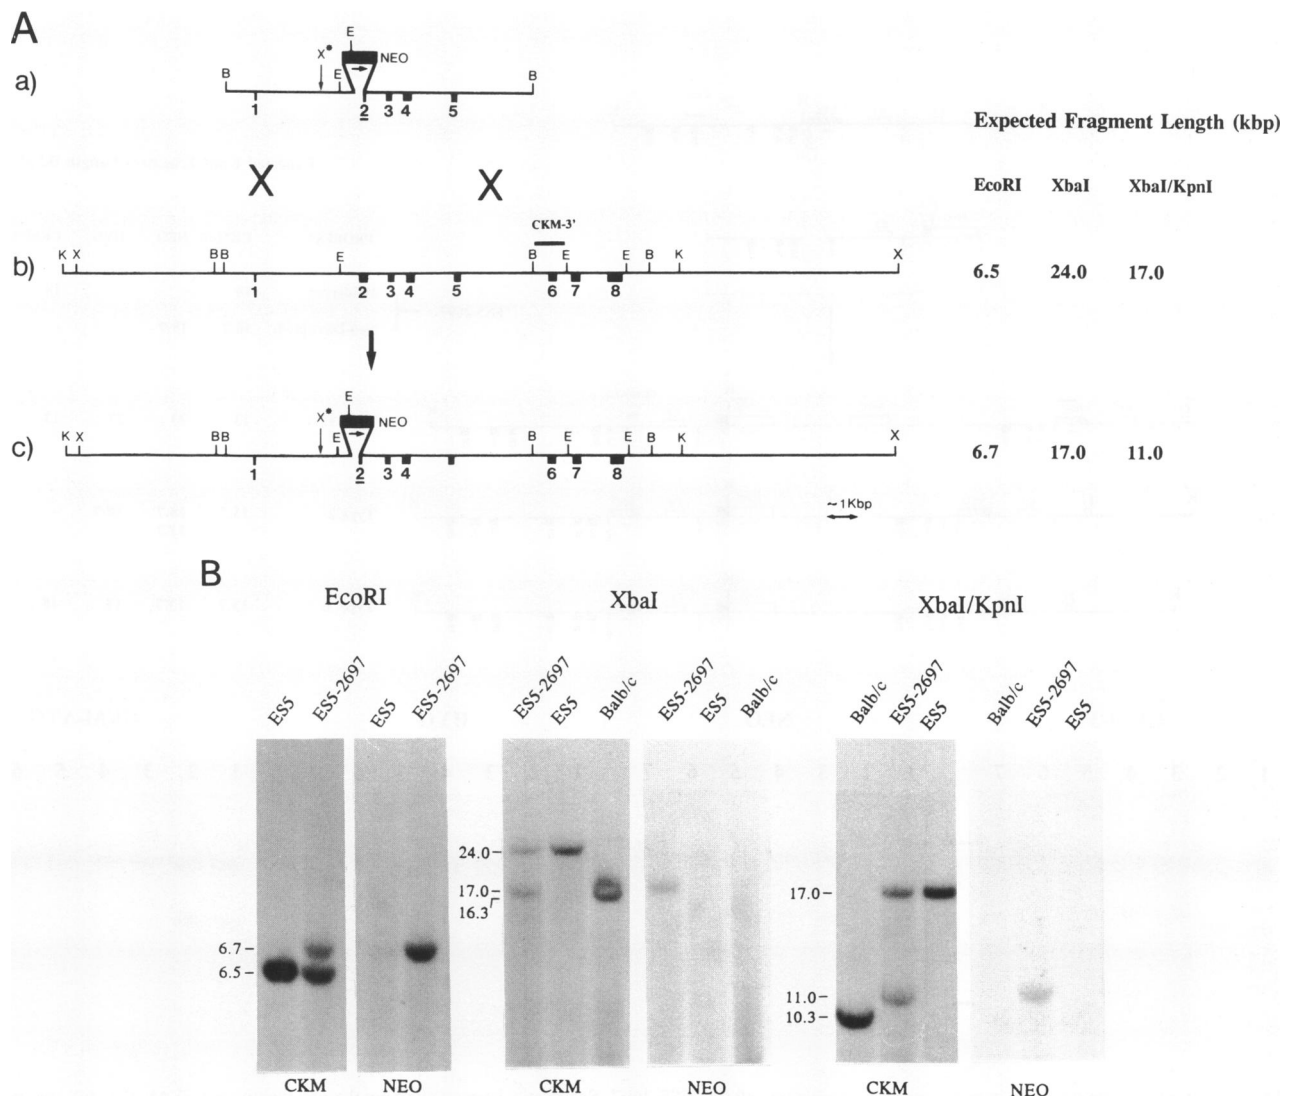 A
a)
E
X●
NEO
B
E
B
1
2
3
4
5
Expected Fragment Length (kbp)
EcoRI XbaI XbaI/KpnI
X
X
CKM-3'
b)
K X
B B
E
B E
E B K
X
1
2
3
4
5
6
7
8
6.5 24.0 17.0
E
X●
NEO
c)
K X
B B
E
B E
E B K
X
1
2
3
4
6
7
8
6.7 17.0 11.0
~1Kbp
B
EcoRI
XbaI
XbaI/KpnI
ES5
ES5-2697
ES5
ES5-2697
ES5-2697
ES5
Balb/c
ES5-2697
ES5
Balb/c
Balb/c
ES5-2697
ES5
Balb/c
ES5-2697
ES5
6.7–
6.5–
24.0–
17.0–
16.3
17.0–
11.0–
10.3–
CKM
NEO
CKM
NEO
CKM
NEO